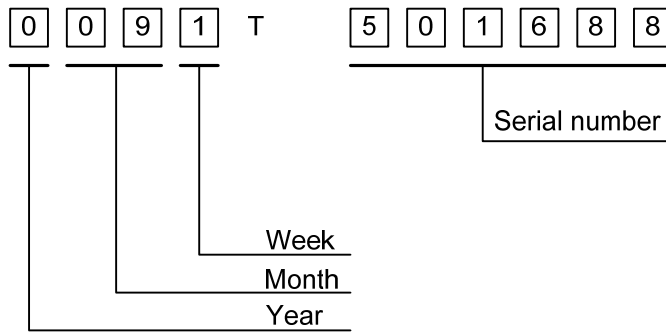 0 0 9 1 T 5 0 1 6 8 8
Serial number
Week
Month
Year